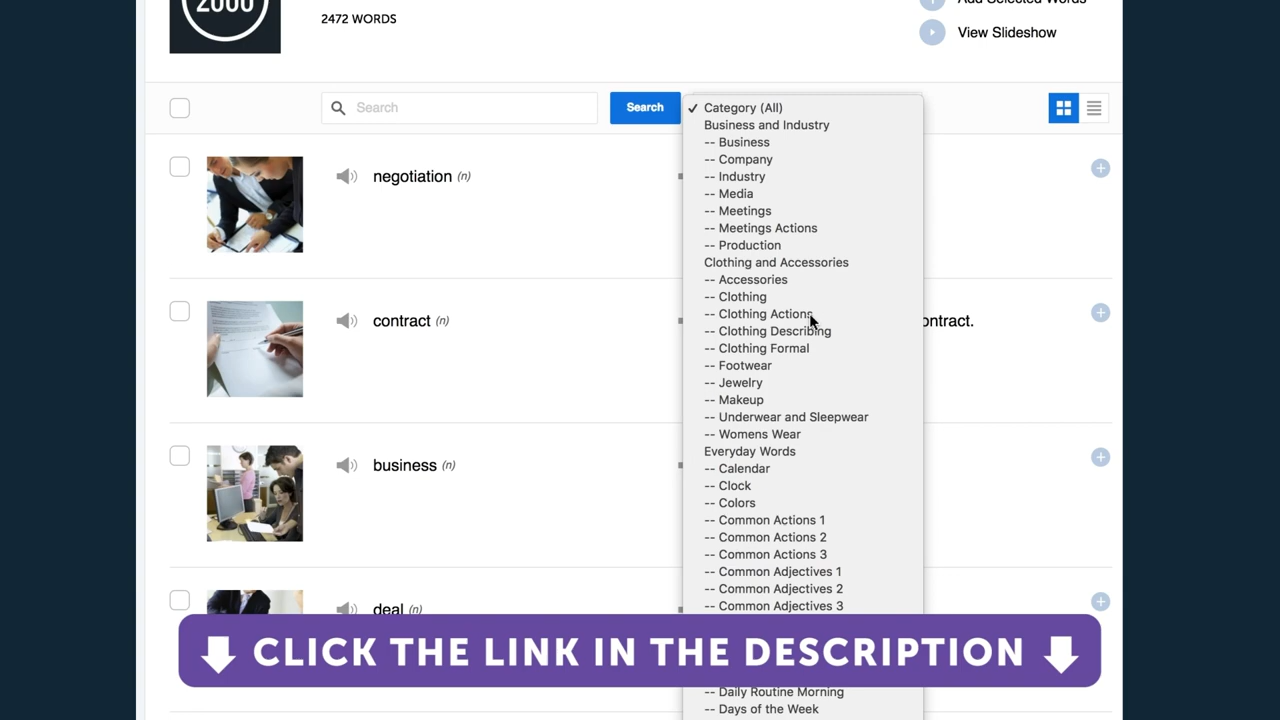 2000
2472 WORDS
Add Selected Words
View Slideshow
Search
Search
Category (All)
Business and Industry
-- Business
-- Company
-- Industry
-- Media
-- Meetings
-- Meetings Actions
-- Production
Clothing and Accessories
-- Accessories
-- Clothing
-- Clothing Actions
-- Clothing Describing
-- Clothing Formal
-- Footwear
-- Jewelry
-- Makeup
-- Underwear and Sleepwear
-- Womens Wear
Everyday Words
-- Calendar
-- Clock
-- Colors
-- Common Actions 1
-- Common Actions 2
-- Common Actions 3
-- Common Adjectives 1
-- Common Adjectives 2
-- Common Adjectives 3
-- Daily Routine Morning
-- Days of the Week
negotiation (n)
contract (n)
ontract.
business (n)
deal (n)
CLICK THE LINK IN THE DESCRIPTION